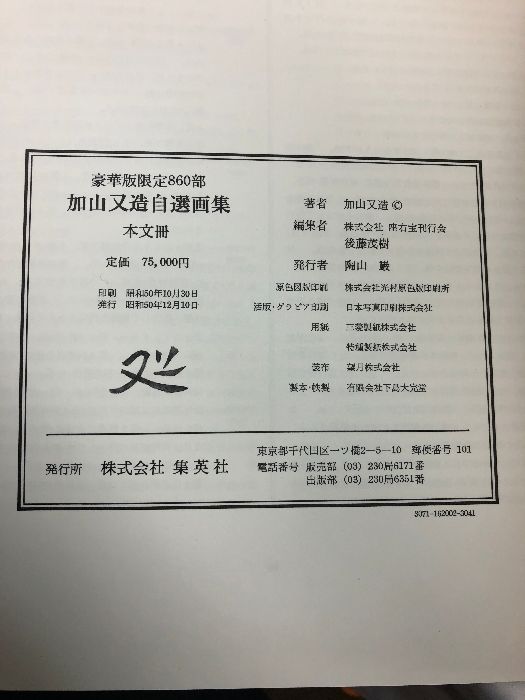 豪華版限定860部
加山又造自選画集
本文冊
定価 75,000円
印刷 昭和50年10月30日
発行 昭和50年12月10日
又造
著者 加山又造 ©
編集者 株式会社 座右宝刊行会
後藤茂樹
発行者 陶山 巌
原色図版印刷 株式会社光村原色版印刷所
活版・グラビア印刷 日本写真印刷株式会社
用紙 三菱製紙株式会社
特種製紙株式会社
製布 望月株式会社
製本・帙製 有限会社下島大完堂
発行所 株式会社 集英社
東京都千代田区一ツ橋2-5-10 郵便番号 101
電話番号 販売部 (03) 230局6171番
出版部 (03) 230局6351番
3071-162002-3041